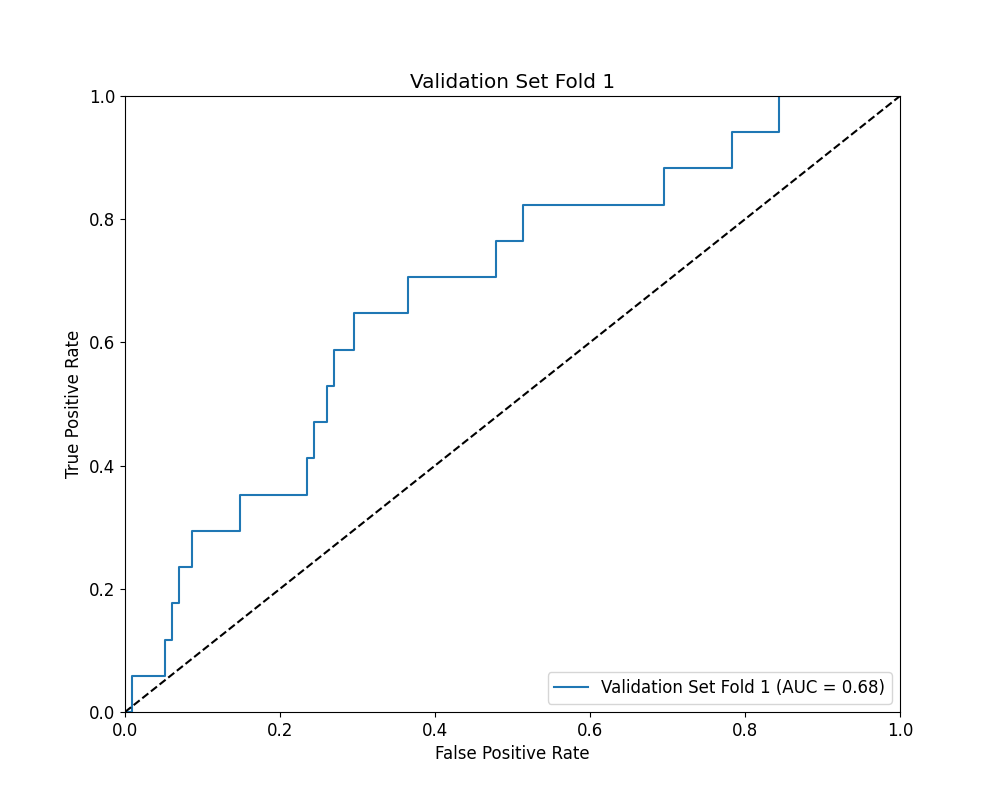 Validation Set Fold 1
1.0
0.8
0.6
0.4
0.2
0.0
True Positive Rate
Validation Set Fold 1 (AUC = 0.68)
0.0 0.2 0.4 0.6 0.8 1.0
False Positive Rate